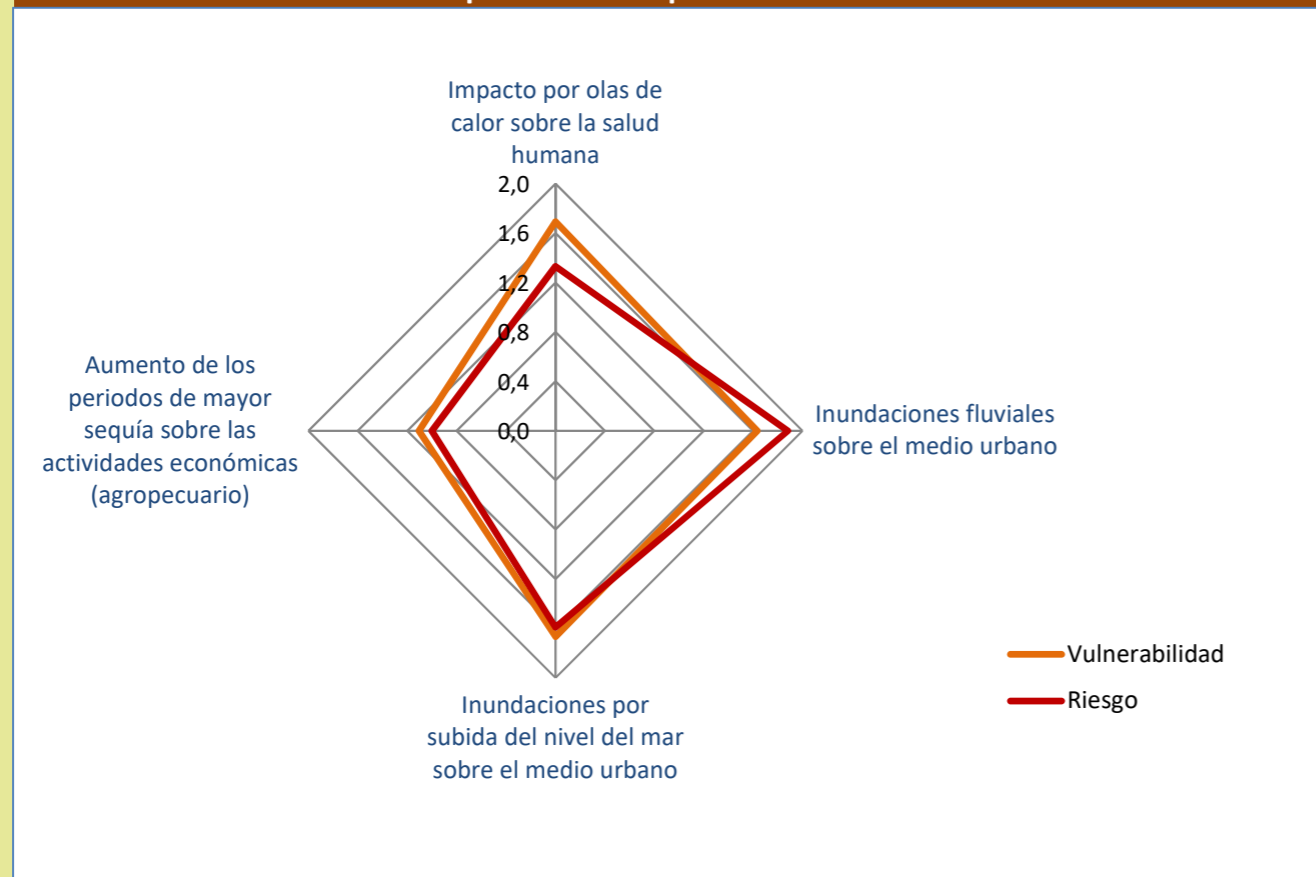 Impacto por olas de
calor sobre la salud
humana
2,0
1,6
1,2
0,8
0,4
0,0
Aumento de los
periodos de mayor
sequía sobre las
actividades económicas
(agropecuario)
Inundaciones fluviales
sobre el medio urbano
Inundaciones por
subida del nivel del mar
sobre el medio urbano
Vulnerabilidad
Riesgo